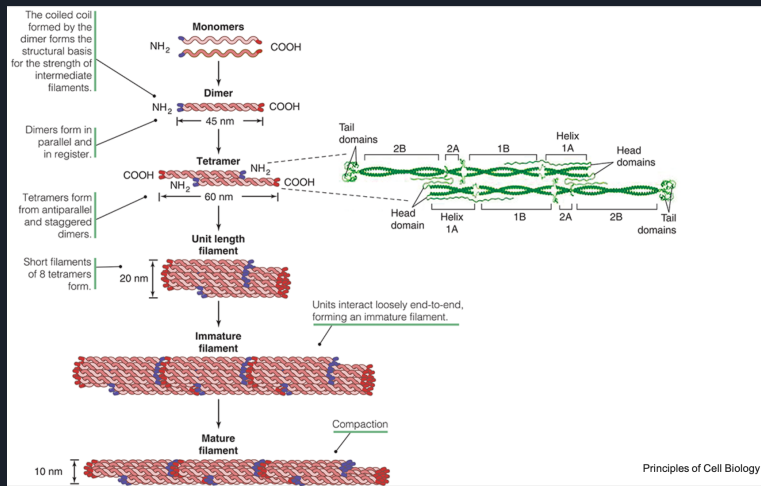 The coiled coil
formed by the
dimer forms the
structural basis
for the strength of
intermediate
filaments.
Monomers
NH2
COOH
Dimer
NH2
COOH
45 nm
Dimers form in
parallel and
in register.
Tetramer
COOH
NH2
NH2
COOH
60 nm
Tetramers form
from antiparallel
and staggered
dimers.
Tail
domains
2B
2A
1B
Helix
1A
Head
domains
Head
domain
Helix
1A
1B
2A
2B
Tail
domains
Unit length
filament
Short filaments
of 8 tetramers
form.
20 nm
Units interact loosely end-to-end,
forming an immature filament.
Immature
filament
Compaction
Mature
filament
10 nm
Principles of Cell Biology